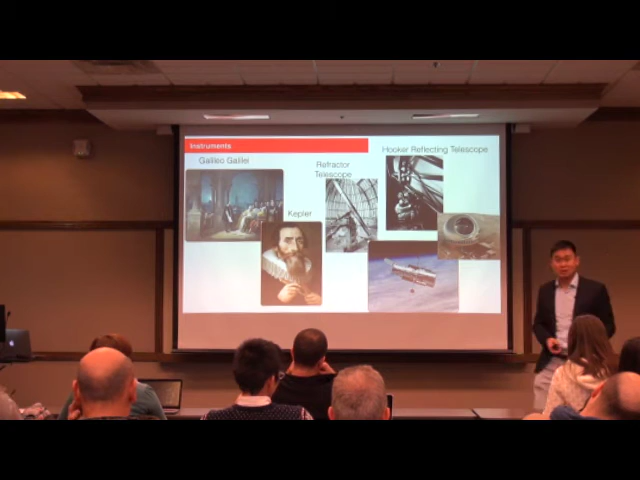 Instruments
Galileo Galilei
Refractor
Telescope
Hooker Reflecting Telescope
Kepler